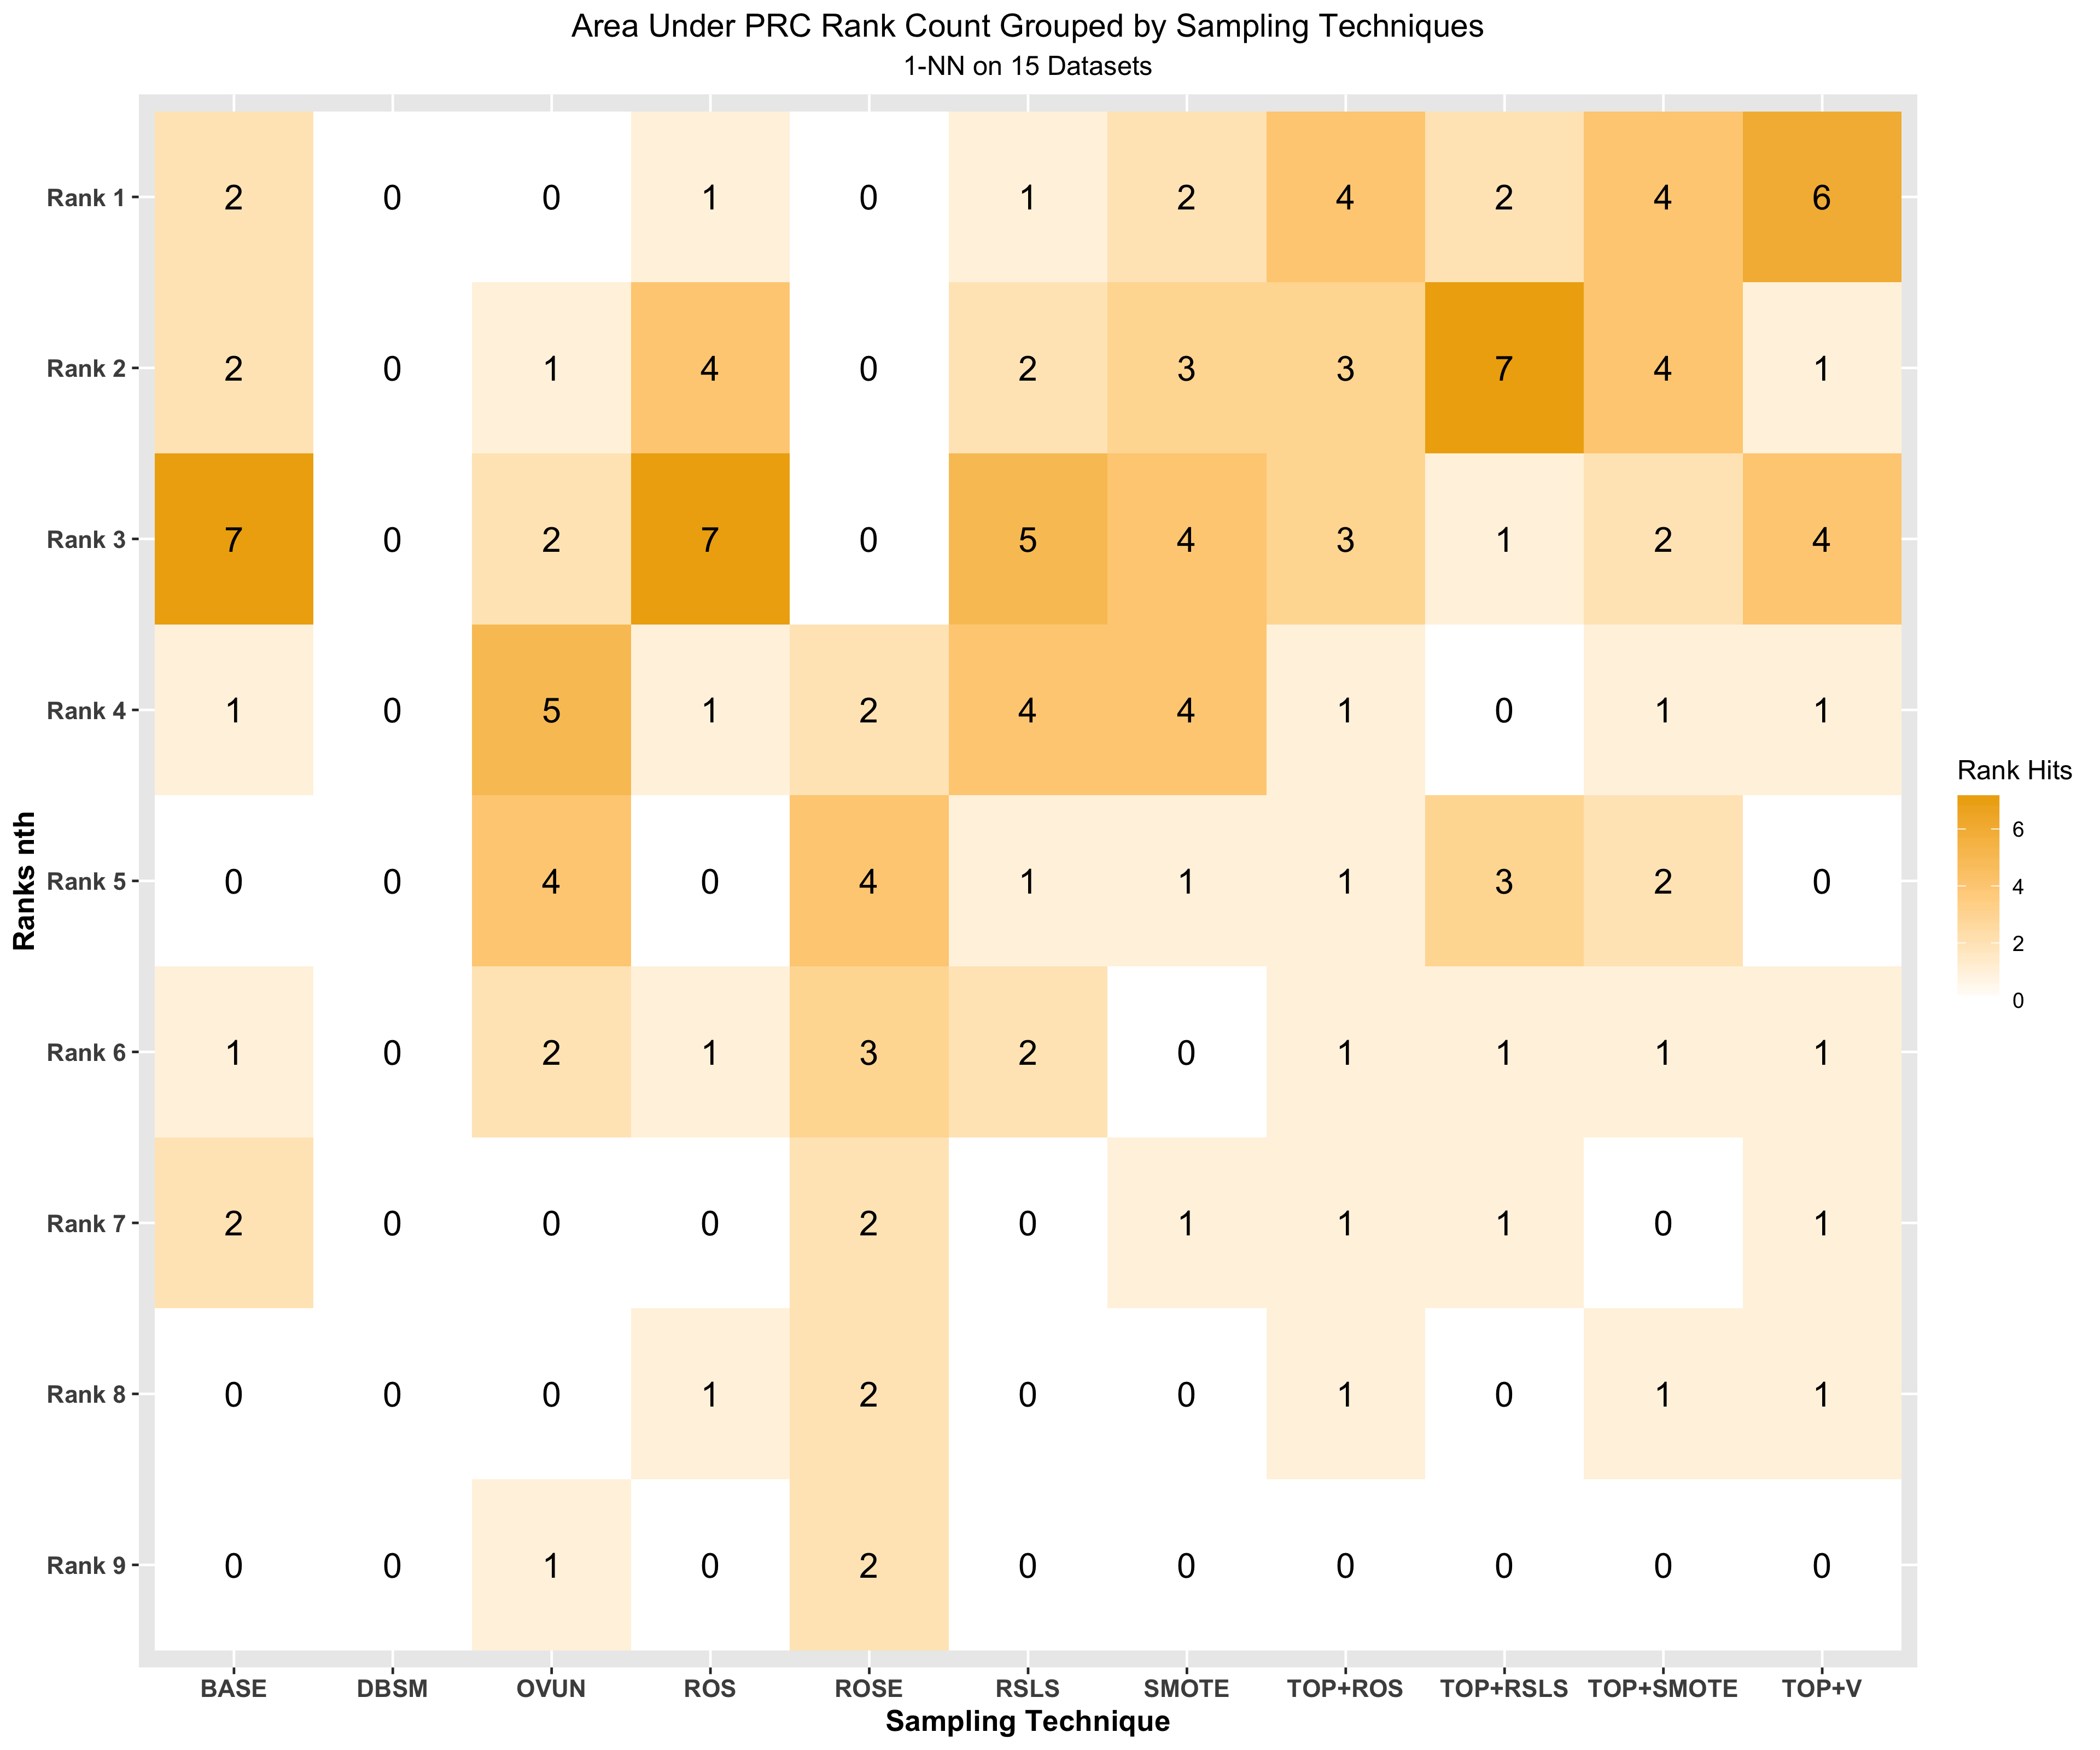 Area Under PRC Rank Count Grouped by Sampling Techniques
1-NN on 15 Datasets
Rank 1 2 0 0 1 0 1 2 4 2 4 6
Rank 2 2 0 1 4 0 2 3 3 7 4 1
Rank 3 7 0 2 7 0 5 4 3 1 2 4
Rank 4 1 0 5 1 2 4 4 1 0 1 1
Rank 5 0 0 4 0 4 1 1 1 3 2 0
Rank 6 1 0 2 1 3 2 0 1 1 1 1
Rank 7 2 0 0 0 2 0 1 1 1 0 1
Rank 8 0 0 0 1 2 0 0 1 0 1 1
Rank 9 0 0 1 0 2 0 0 0 0 0 0
BASE DBSM OVUN ROS ROSE RSLS SMOTE TOP+ROS TOP+RSLS TOP+SMOTE TOP+V
Sampling Technique
Ranks nth
Rank Hits
6
4
2
0